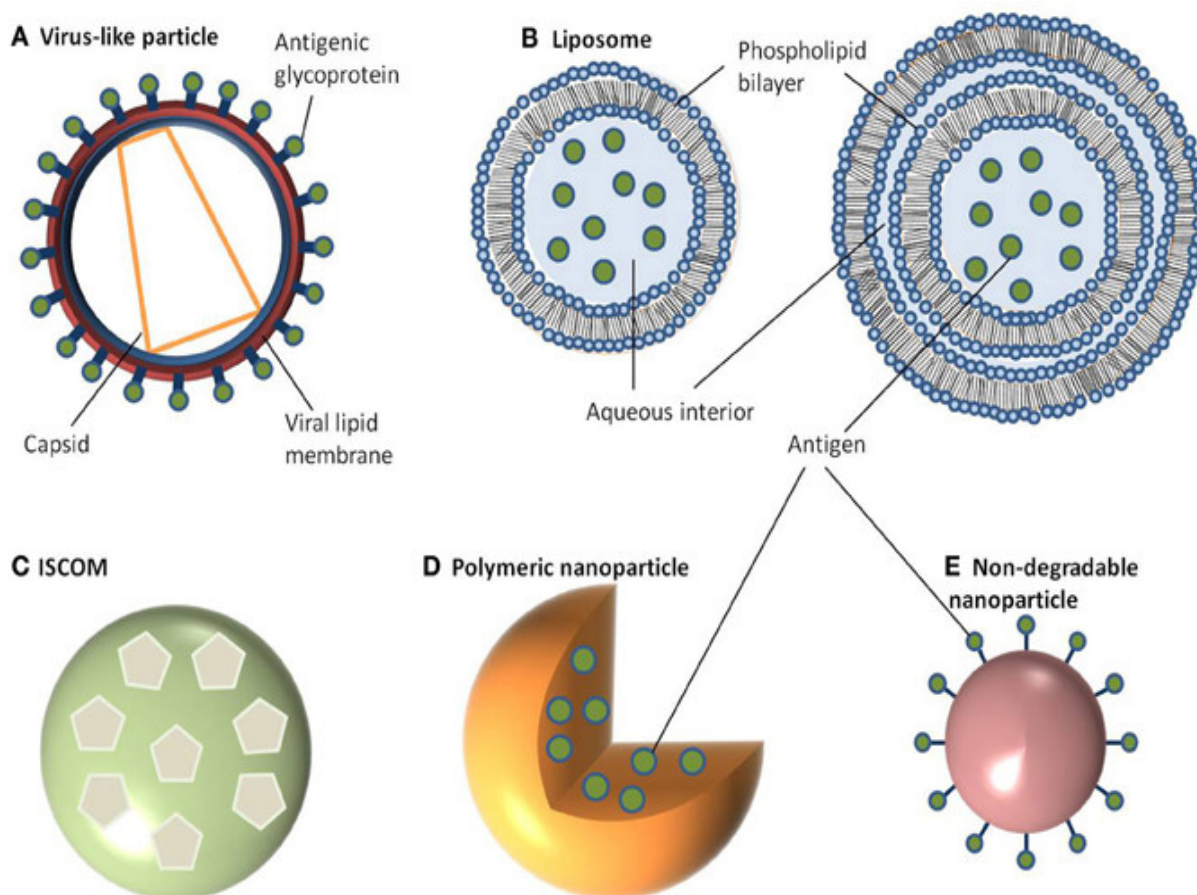 A Virus-like particle
Antigenic
glycoprotein
Capsid
Viral lipid
membrane
B Liposome
Phospholipid
bilayer
Aqueous interior
Antigen
C ISCOM
D Polymeric nanoparticle
E Non-degradable
nanoparticle